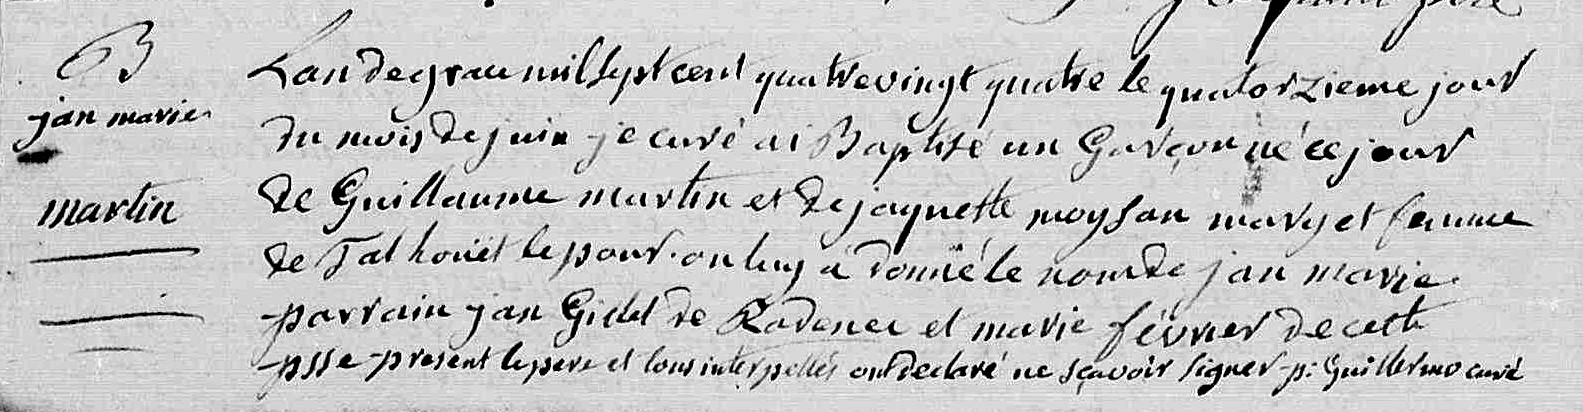 B
jan marie
martin
Lan de grace mil sept cent quatre vingt quatre le quatorzieme jour
du mois de juin je curé ai Baptisé un Garçon né ce jour
de Guillaume martin et de jaquette moysan mary et femme
de Talhouët le pour. on luy a donné le nom de jan marie
parrain jan Gicquel de Radenec et marie février de cette
psse present le pere et tous interpellés ont declaré ne sçavoir signer p: Guillermo curé